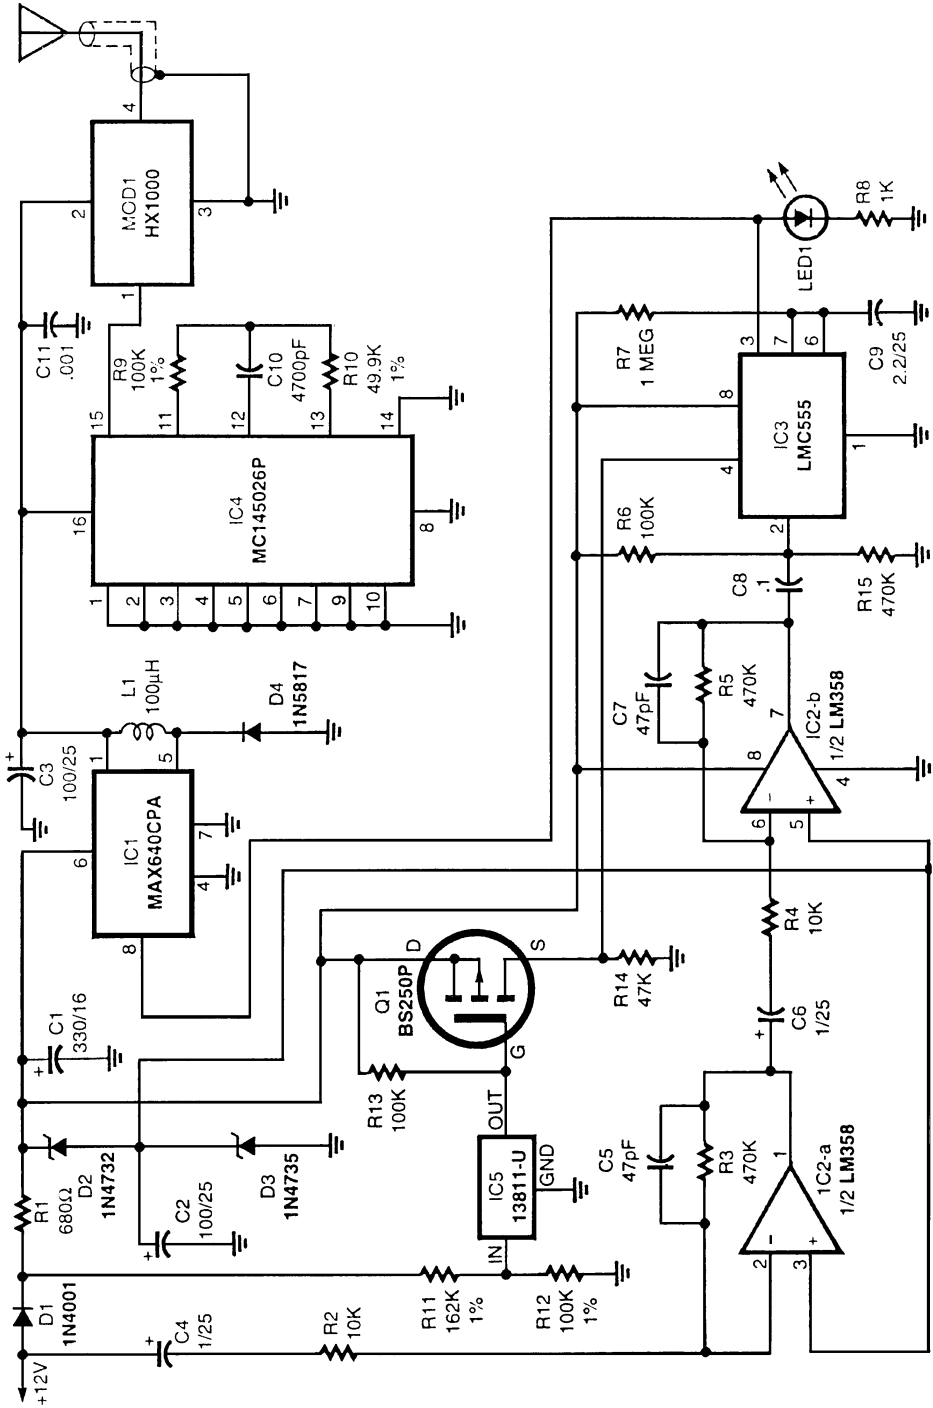 +12V
D1
1N4001
R1
680Ω
D2
1N4732
+
C1
330/16
6
IC1
MAX640CPA
8
4
7
1
5
+
C3
100/25
L1
100µH
D4
1N5817
16
IC4
MC145026P
1
2
3
4
5
6
7
9
10
15
11
12
13
14
8
C11
.001
R9
100K
1%
C10
4700pF
R10
49.9K
1%
2
MOD1
HX1000
1
3
4
+
C4
1/25
+
C2
100/25
D3
1N4735
R2
10K
R11
162K
1%
R12
100K
1%
IN
IC5
13811-U
OUT
GND
R13
100K
Q1
BS250P
D
S
G
R14
47K
C5
47pF
R3
470K
2
3
-
+
1
1C2-a
1/2 LM358
+
C6
1/25
R4
10K
C7
47pF
R5
470K
6
5
-
+
8
4
7
IC2-b
1/2 LM358
C8
.1
R6
100K
R15
470K
2
4
8
IC3
LMC555
1
3
7
6
R7
1 MEG
C9
2.2/25
LED1
R8
1K